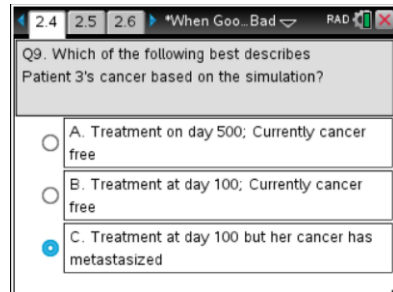 2.4 2.5 2.6 *When Goo...Bad RAD
Q9. Which of the following best describes
Patient 3's cancer based on the simulation?
A. Treatment on day 500; Currently cancer
free
B. Treatment at day 100; Currently cancer
free
C. Treatment at day 100 but her cancer has
metastasized